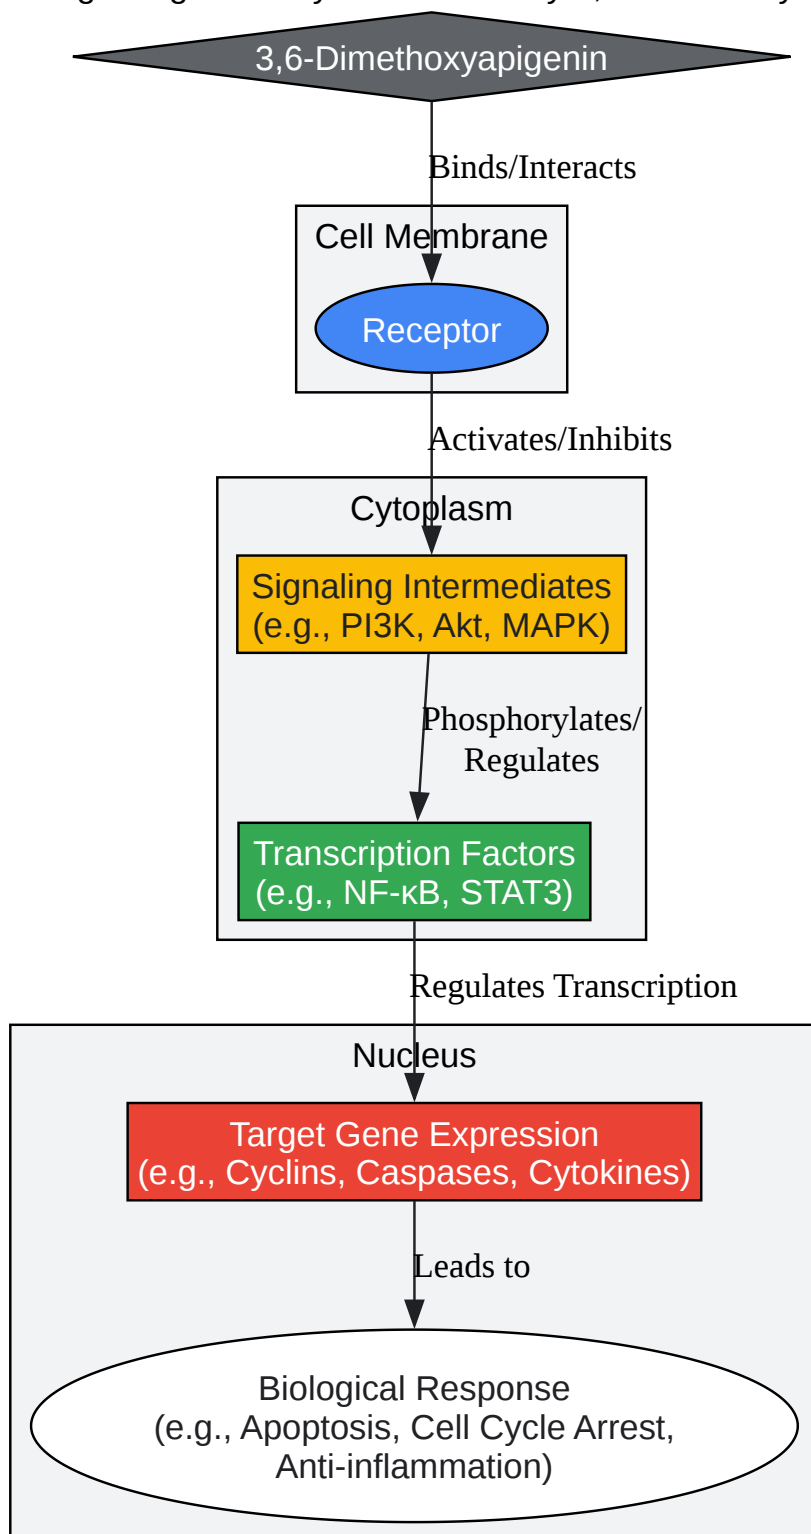 3,6-Dimethoxyapigenin
Binds/Interacts
Cell Membrane
Receptor
Activates/Inhibits
Cytoplasm
Signaling Intermediates
(e.g., PI3K, Akt, MAPK)
Phosphorylates/
Regulates
Transcription Factors
(e.g., NF-κB, STAT3)
Regulates Transcription
Nucleus
Target Gene Expression
(e.g., Cyclins, Caspases, Cytokines)
Leads to
Biological Response
(e.g., Apoptosis, Cell Cycle Arrest,
Anti-inflammation)